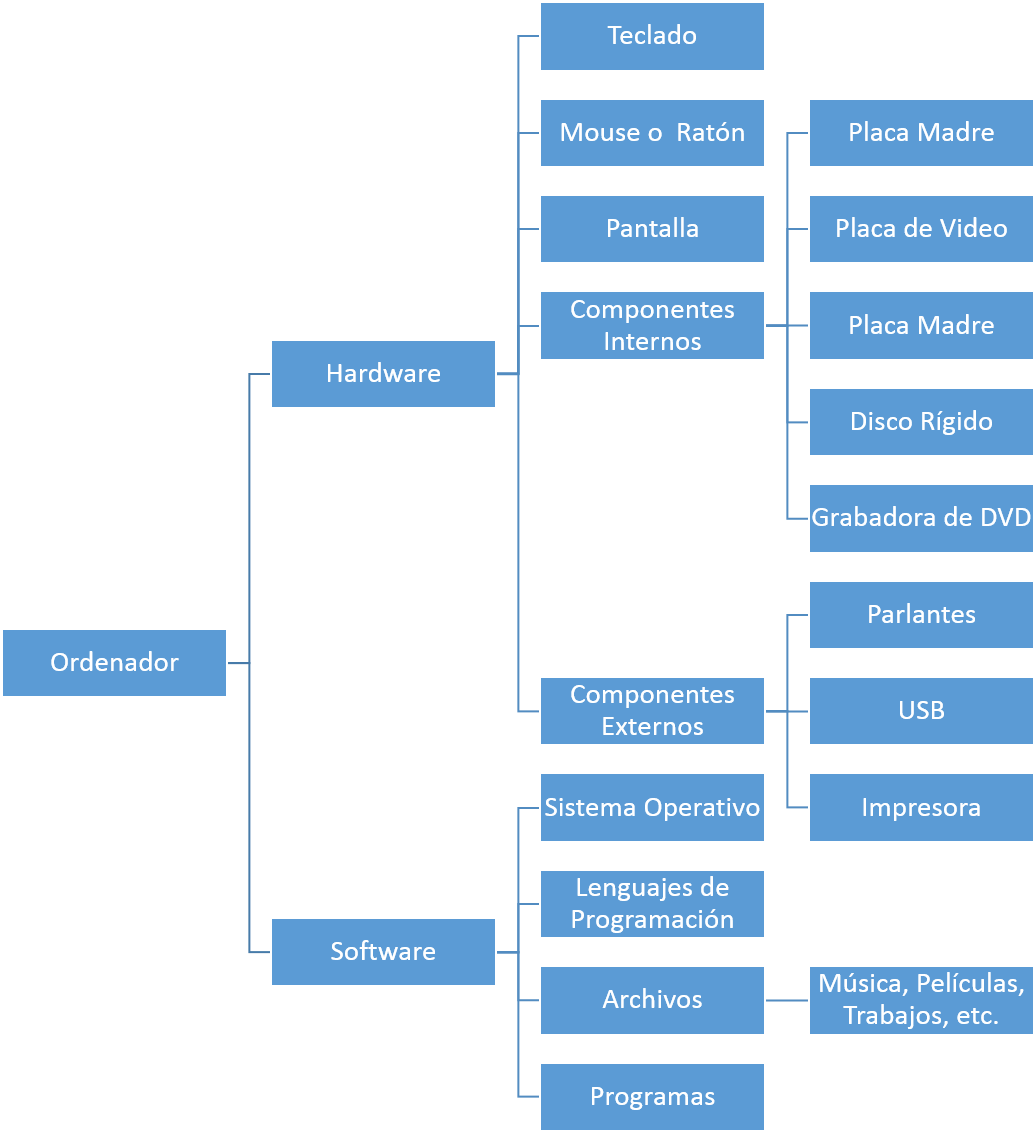 Teclado
Mouse o  Ratón
Placa Madre
Pantalla
Placa de Video
Componentes
Internos
Placa Madre
Hardware
Disco Rígido
Grabadora de DVD
Parlantes
Ordenador
Componentes
Externos
USB
Sistema Operativo
Impresora
Lenguajes de
Programación
Software
Archivos
Música, Películas,
Trabajos, etc.
Programas